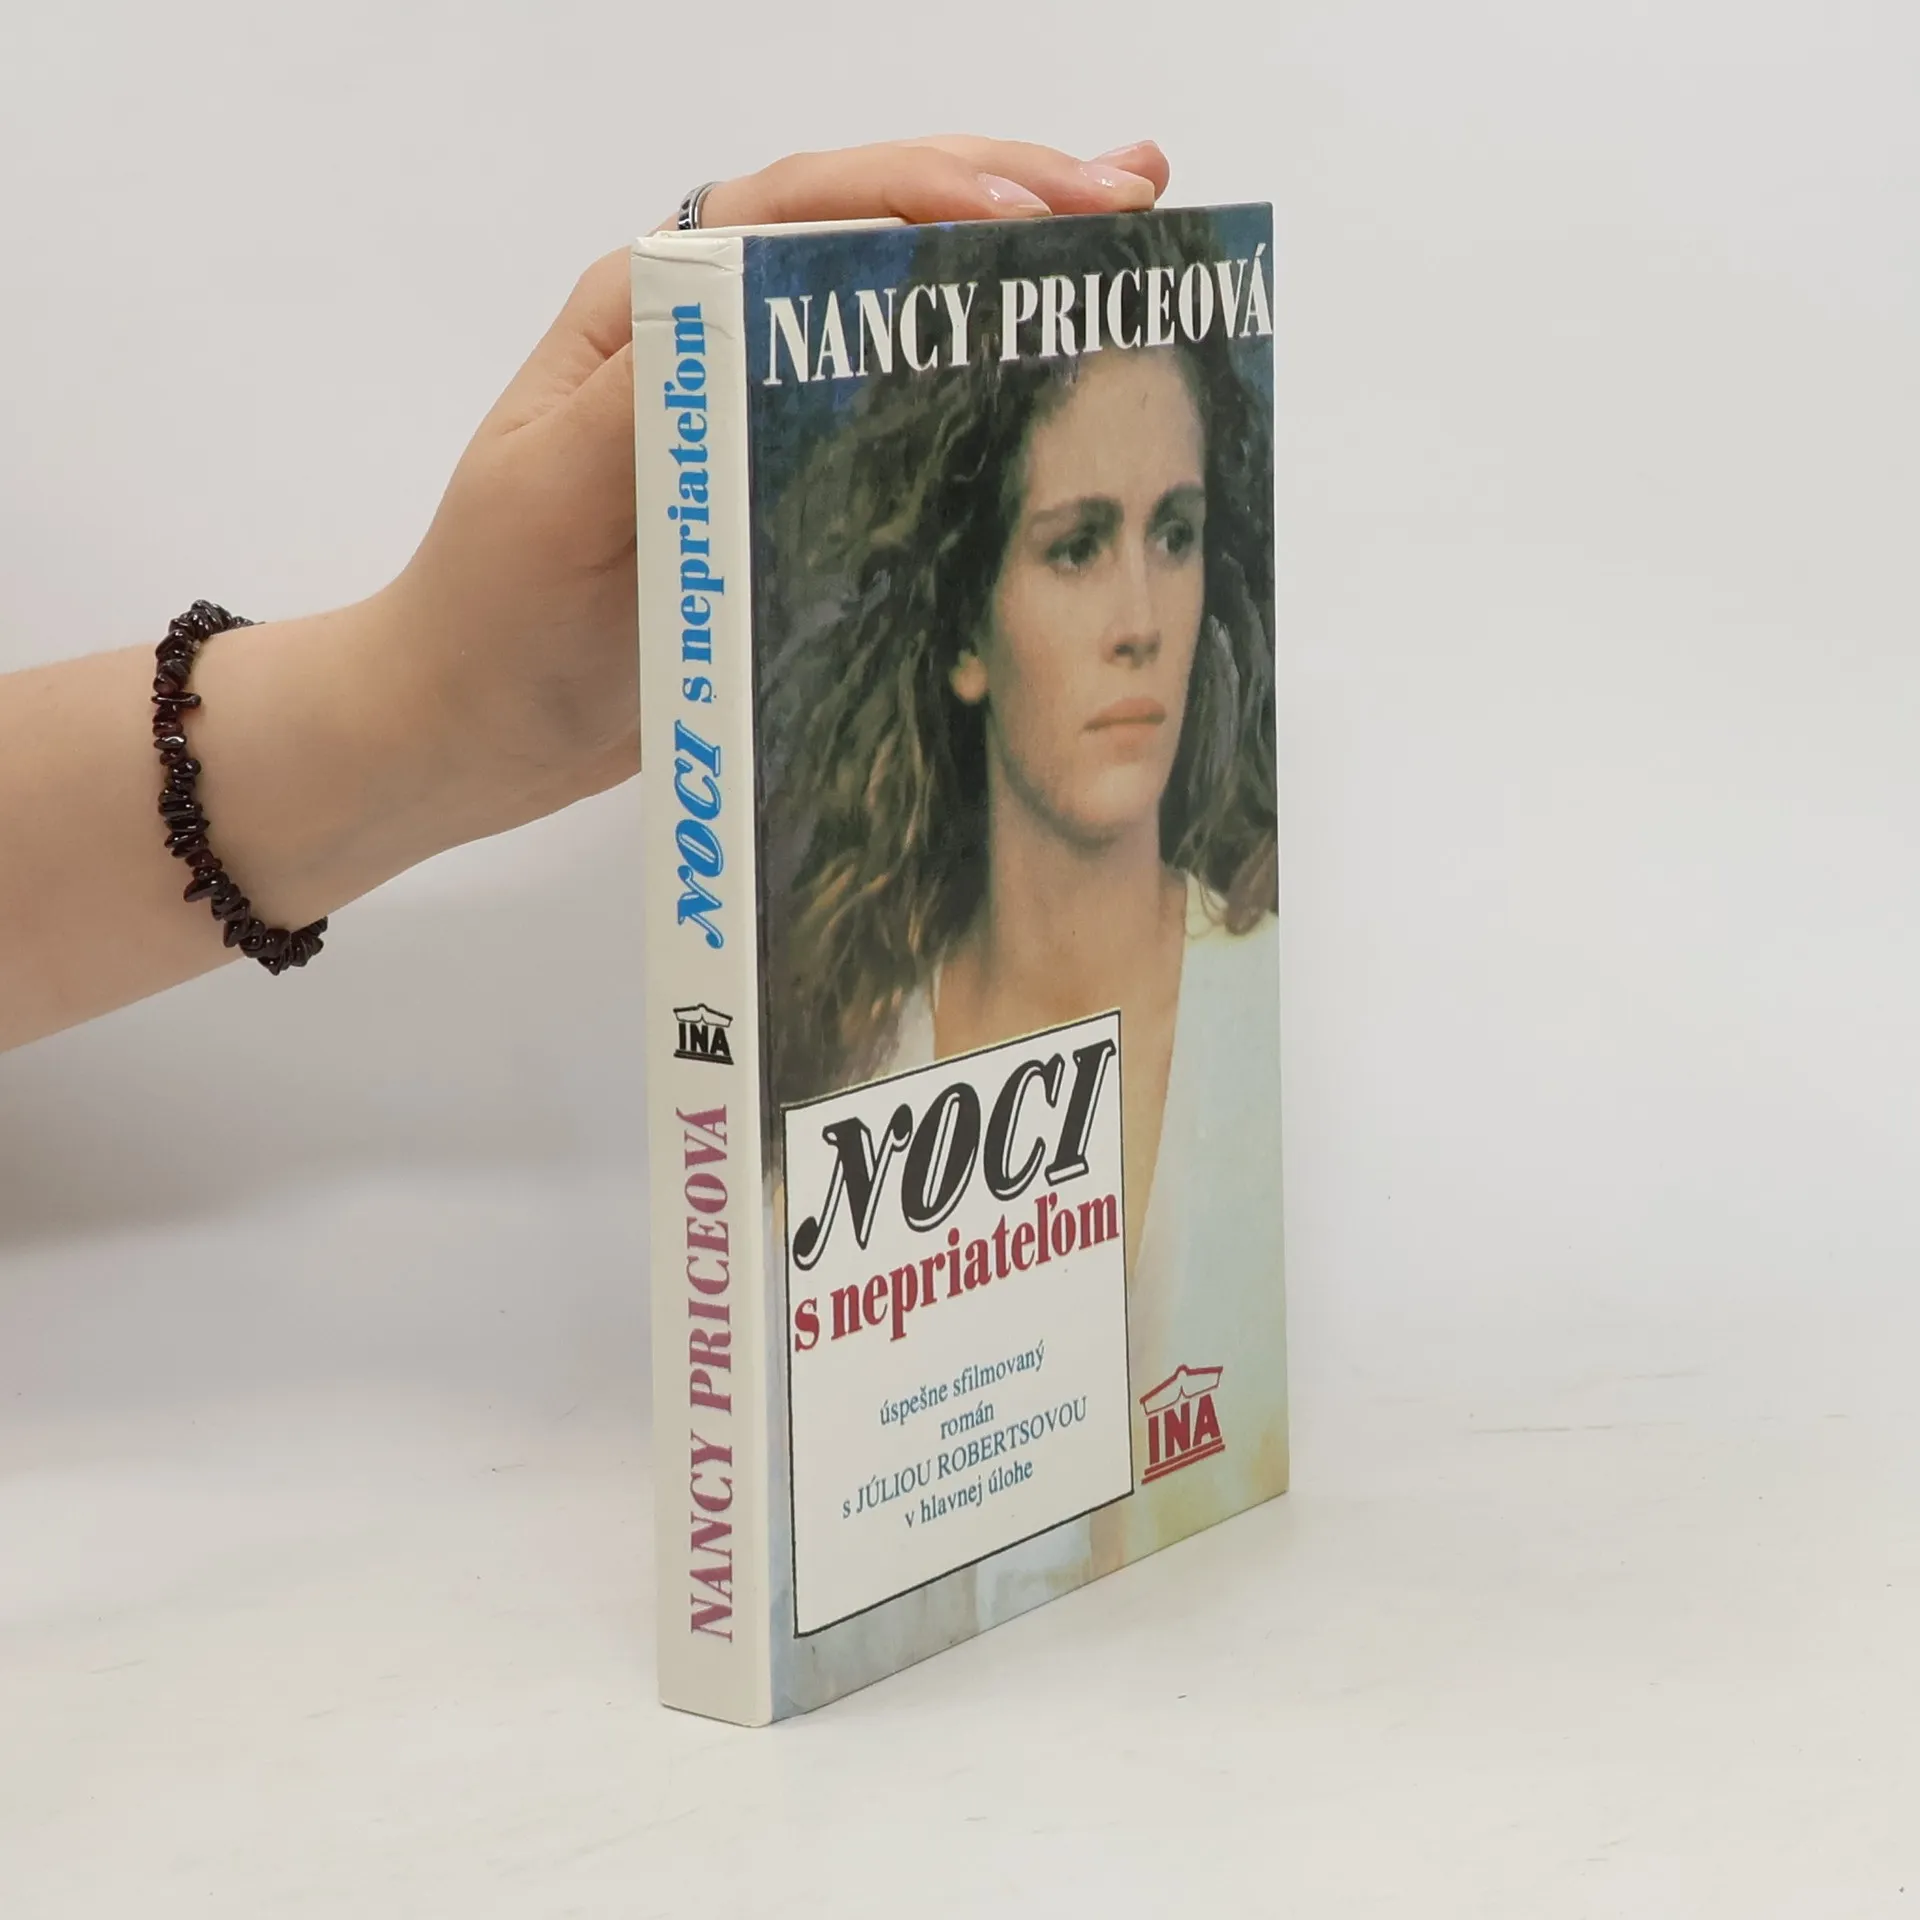 NANCY PRICEOVÁ
NOCI
s nepriateľom
úspešne sfilmovaný
román
s JÚLIOU ROBERTSOVOU
v hlavnej úlohe
INA
NANCY PRICEOVÁ
INA
NOCI s nepriateľom